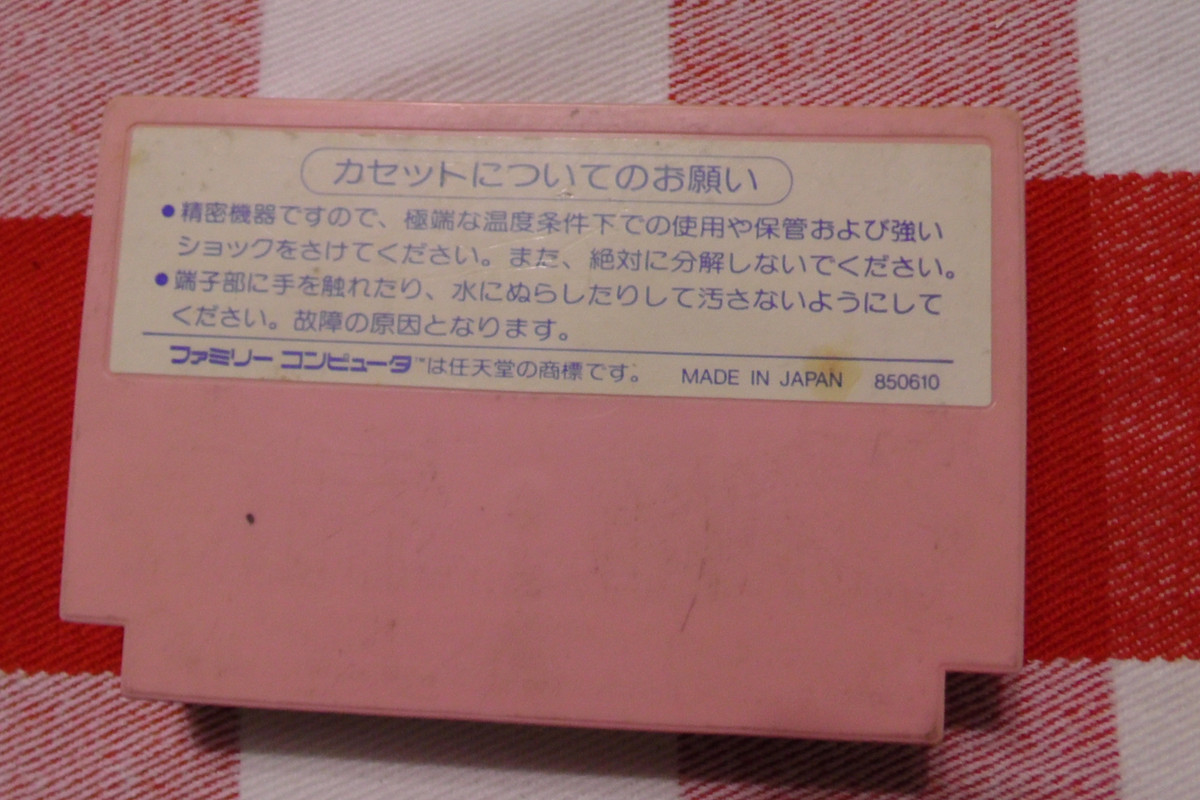 カセットについてのお願い
●精密機器ですので、極端な温度条件下での使用や保管および強い
ショックをさけてください。また、絶対に分解しないでください。
●端子部に手を触れたり、水にぬらしたりして汚さないようにして
ください。故障の原因となります。
ファミリー コンピュータ™は任天堂の商標です。 MADE IN JAPAN 850610